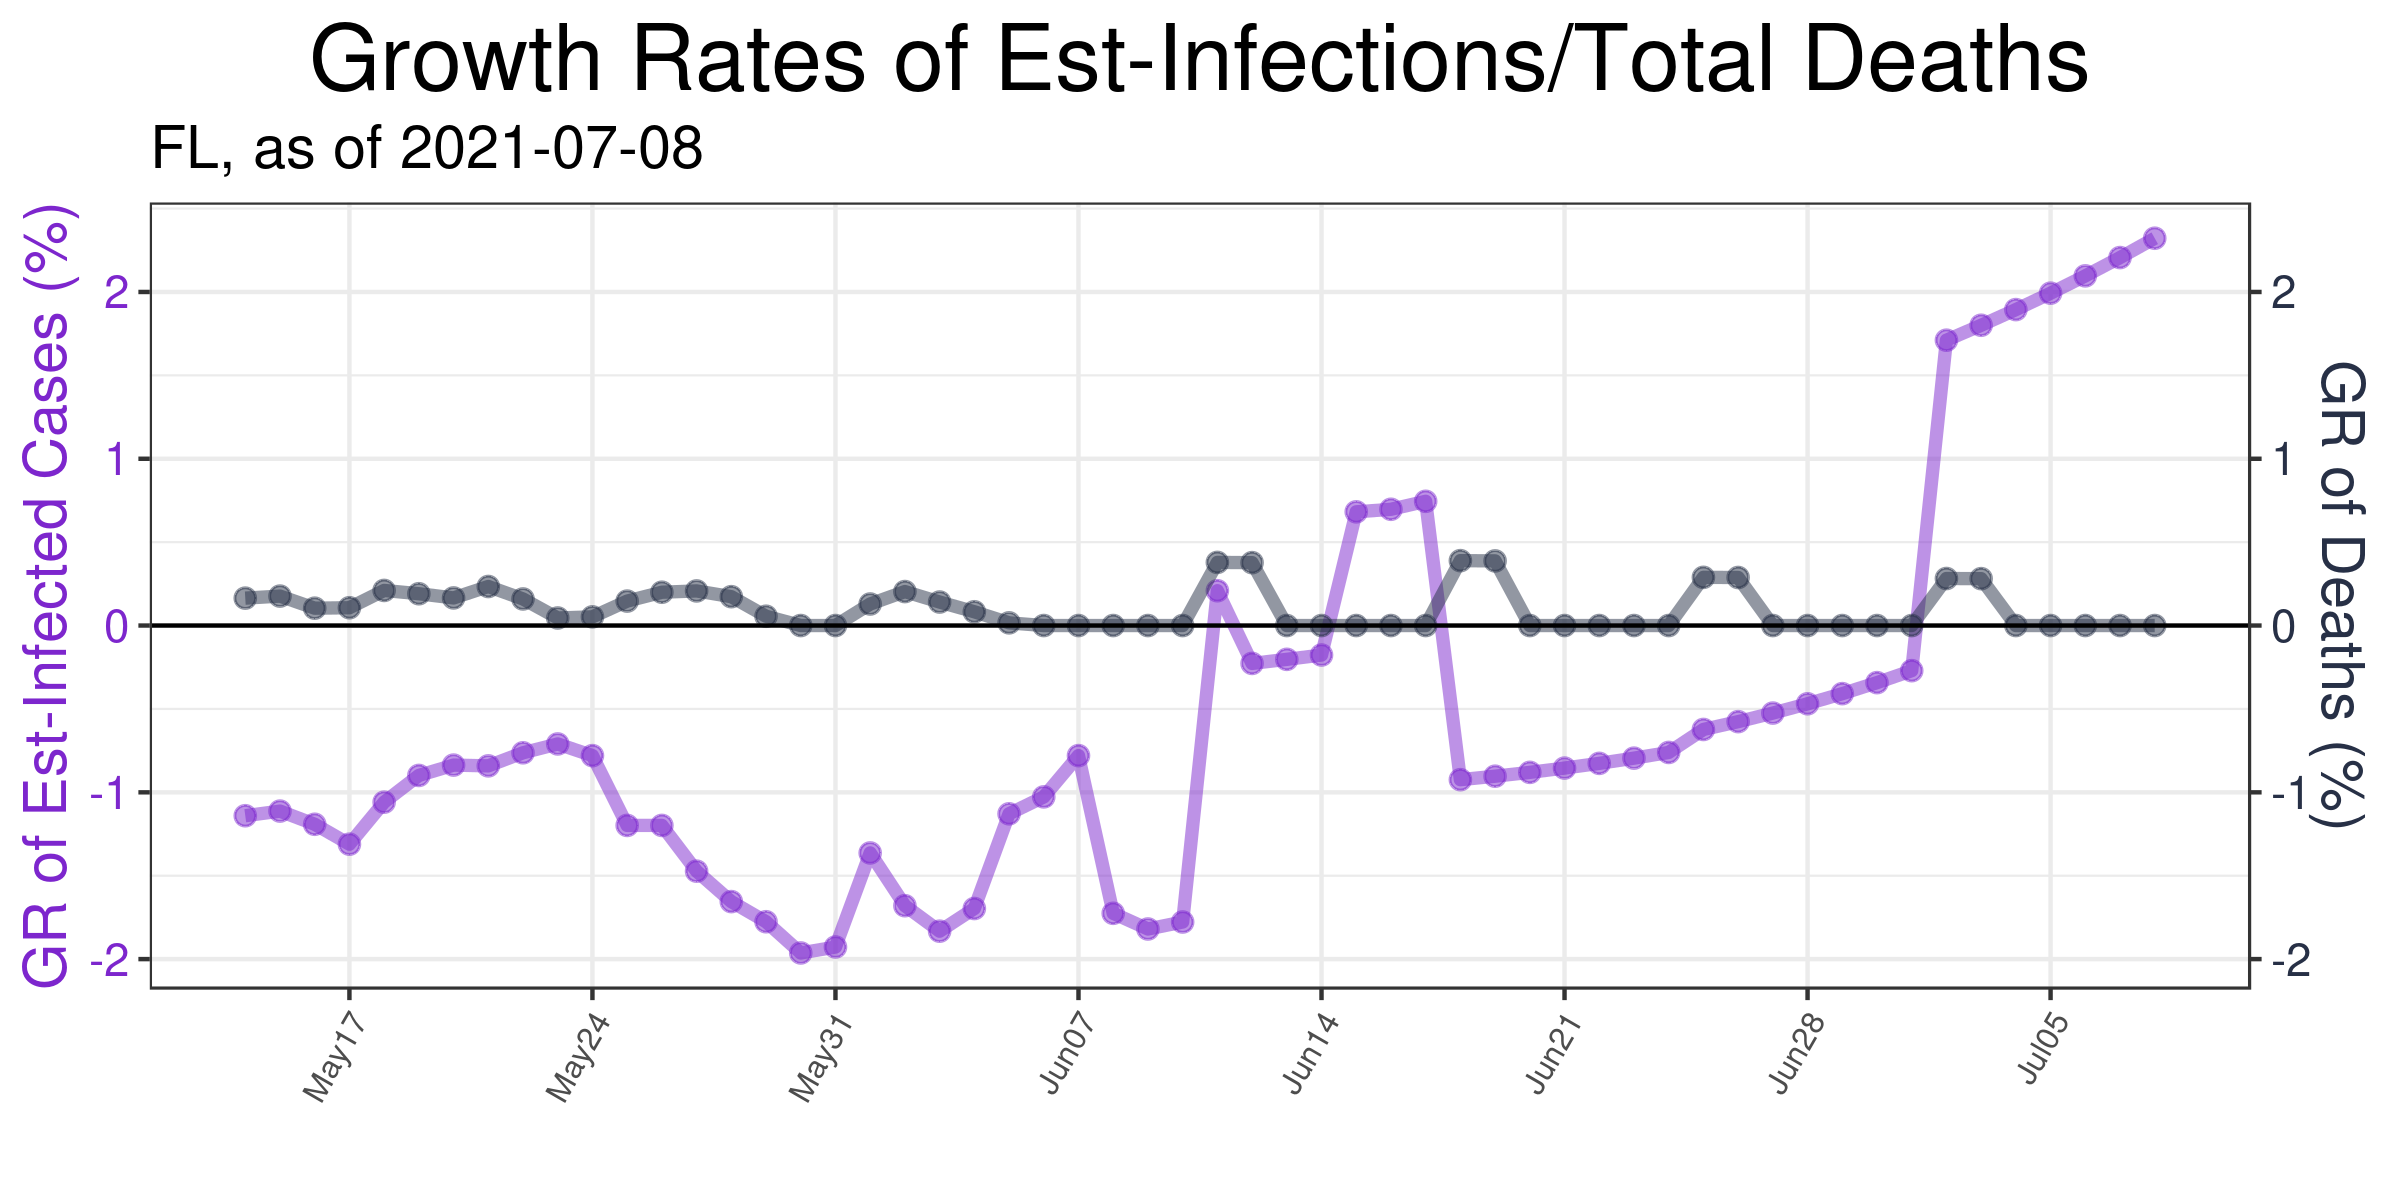 Growth Rates of Est-Infections/Total Deaths
FL, as of 2021-07-08
GR of Est-Infected Cases (%)
2
1
0
-1
-2
2
1
0
-1
-2
GR of Deaths (%)
May17
May24
May31
Jun07
Jun14
Jun21
Jun28
Jul05